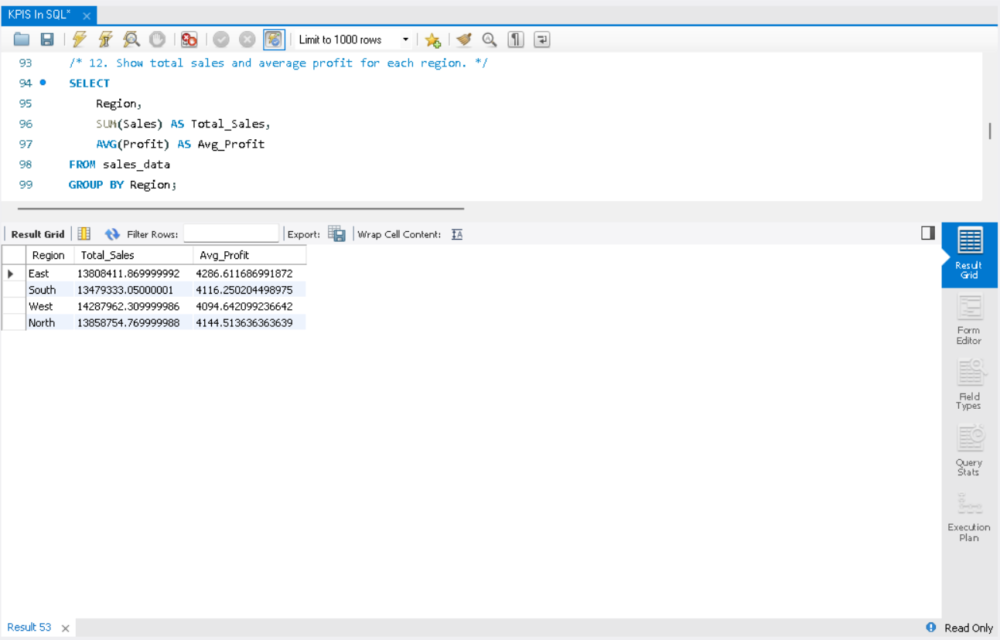 KPIS In SQL* ×
Limit to 1000 rows
93 /* 12. Show total sales and average profit for each region. */
94 SELECT
95 Region,
96 SUM(Sales) AS Total_Sales,
97 AVG(Profit) AS Avg_Profit
98 FROM sales_data
99 GROUP BY Region;
Result Grid Filter Rows: Export: Wrap Cell Content: IA
Region Total_Sales Avg_Profit
East 13808411.869999992 4286.611686991872
South 13479333.05000001 4116.250204498975
West 14287962.309999986 4094.642099236642
North 13858754.769999988 4144.513636363639
Result
Grid
Form
Editor
Field
Types
Query
Stats
Execution
Plan
Result 53 ×
Read Only